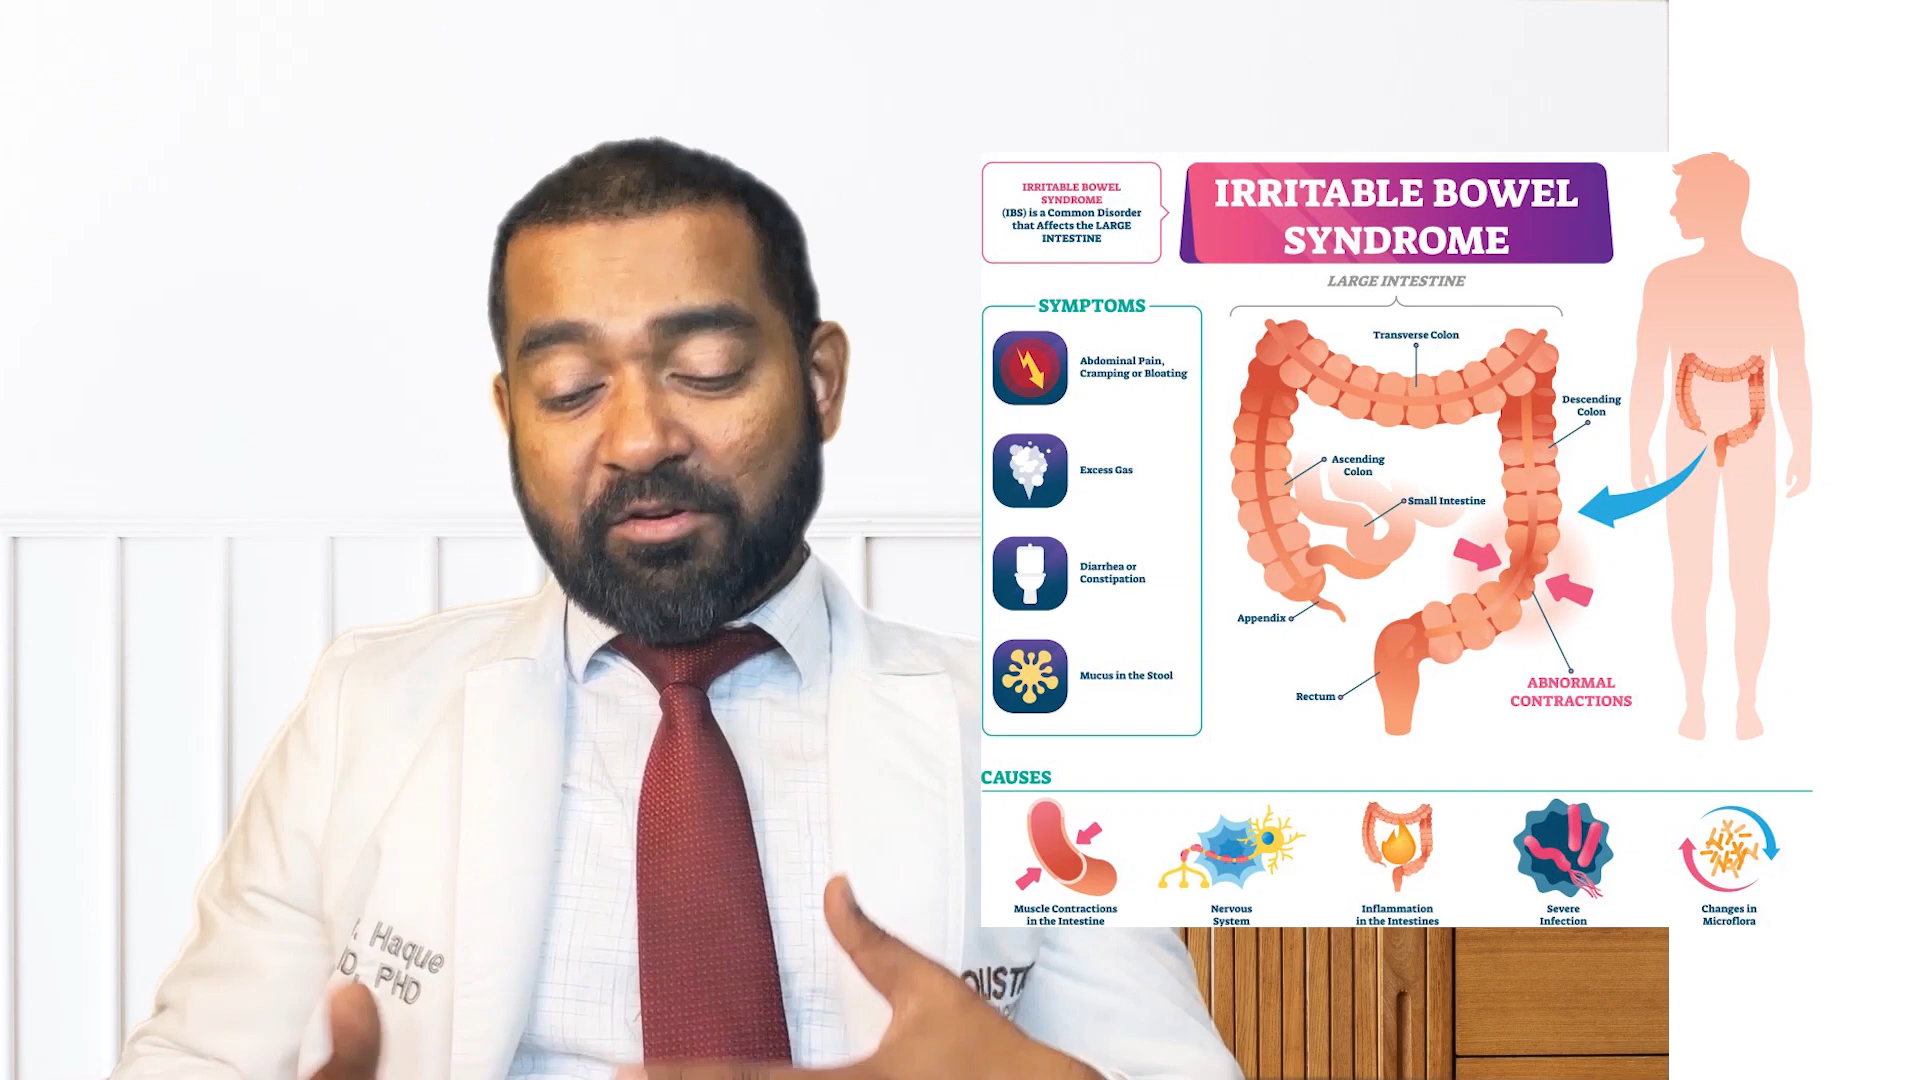 IRRITABLE BOWEL
SYNDROME
(IBS) is a Common Disorder
that Affects the LARGE
INTESTINE
IRRITABLE BOWEL
SYNDROME
LARGE INTESTINE
SYMPTOMS
Abdominal Pain,
Cramping or Bloating
Excess Gas
Diarrhea or
Constipation
Mucus in the Stool
Transverse Colon
Descending
Colon
Ascending
Colon
Small Intestine
Appendix
Rectum
ABNORMAL
CONTRACTIONS
CAUSES
Muscle Contractions
in the Intestine
Nervous
System
Inflammation
in the Intestines
Severe
Infection
Changes in
Microflora
Haque
PHD